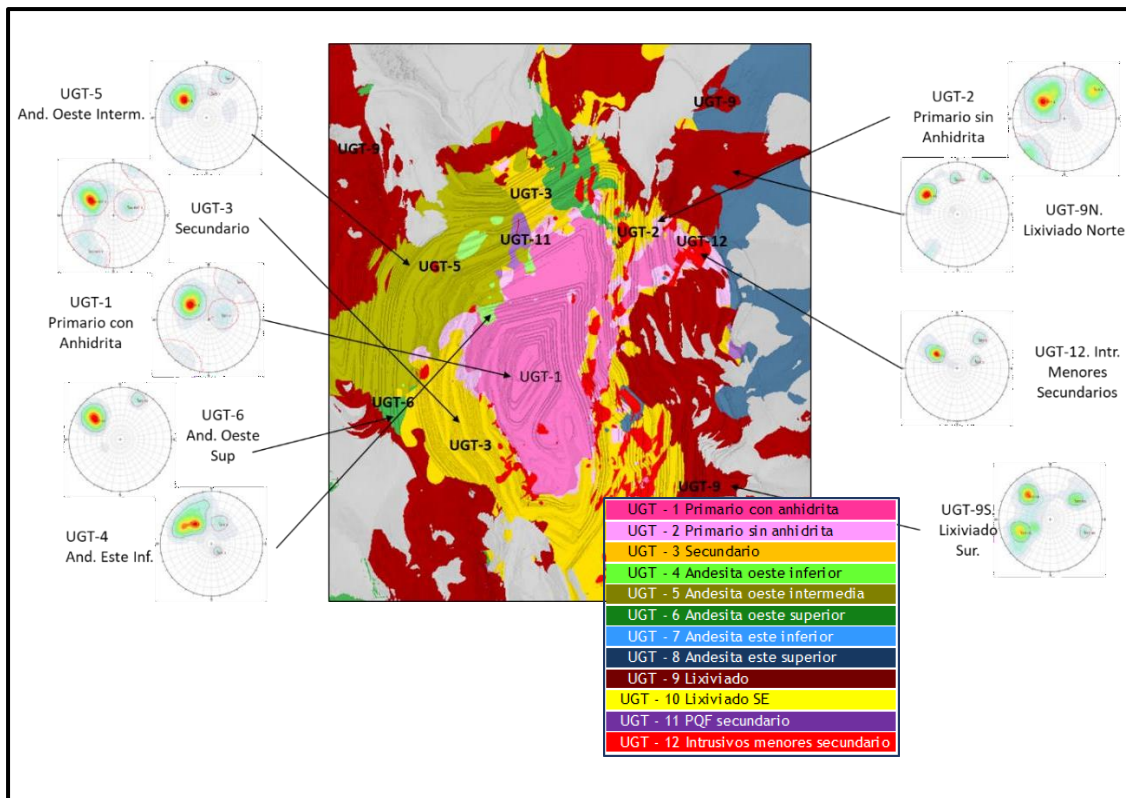 UGT-5
And. Oeste Interm.
UGT-3
Secundario
UGT-1
Primario con
Anhidrita
UGT-6
And. Oeste
Sup
UGT-4
And. Este Inf.
UGT-9
UGT-9
UGT-3
UGT-2
UGT-11
UGT-12
UGT-5
UGT-1
UGT-6
UGT-3
UGT-9
UGT-2
Primario sin
Anhidrita
UGT-9N.
Lixiviado Norte
UGT-12. Intr.
Menores
Secundarios
UGT-9S.
Lixiviado
Sur.
UGT - 1 Primario con anhidrita
UGT - 2 Primario sin anhidrita
UGT - 3 Secundario
UGT - 4 Andesita oeste inferior
UGT - 5 Andesita oeste intermedia
UGT - 6 Andesita oeste superior
UGT - 7 Andesita este inferior
UGT - 8 Andesita este superior
UGT - 9 Lixiviado
UGT - 10 Lixiviado SE
UGT - 11 PQF secundario
UGT - 12 Intrusivos menores secundario